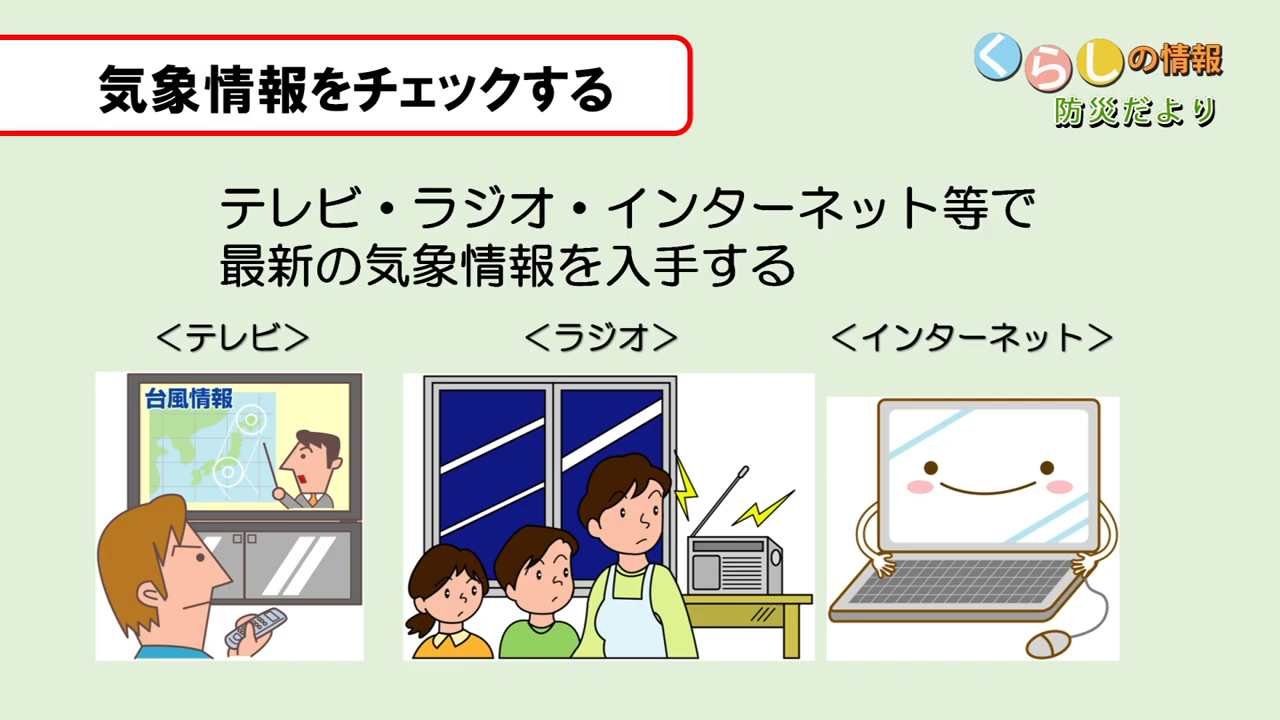 気象情報をチェックする
くらしの情報
防災だより
テレビ・ラジオ・インターネット等で
最新の気象情報を入手する
＜テレビ＞
＜ラジオ＞
＜インターネット＞
台風情報